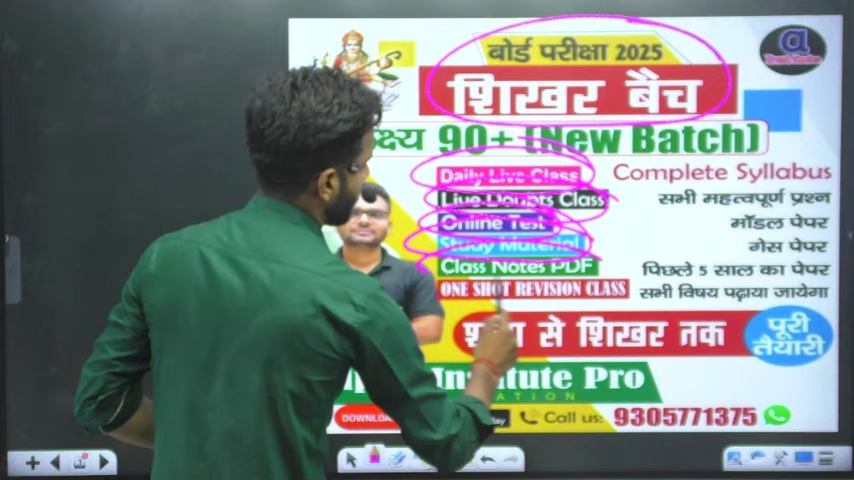 बोर्ड परीक्षा 2025
शिखर बैच
क्ष्य 90+ (New Batch)
Daily Live Class
Complete Syllabus
Live Doubts Class
सभी महत्वपूर्ण प्रश्न
Online Test
मॉडल पेपर
Study Material
गेस पेपर
Class Notes PDF
पिछले 5 साल का पेपर
ONE SHOT REVISION CLASS
सभी विषय पढ़ाया जायेगा
से शिखर तक
पूरी
तैयारी
Institute Pro
DOWNLOA
Call us: 9305771375